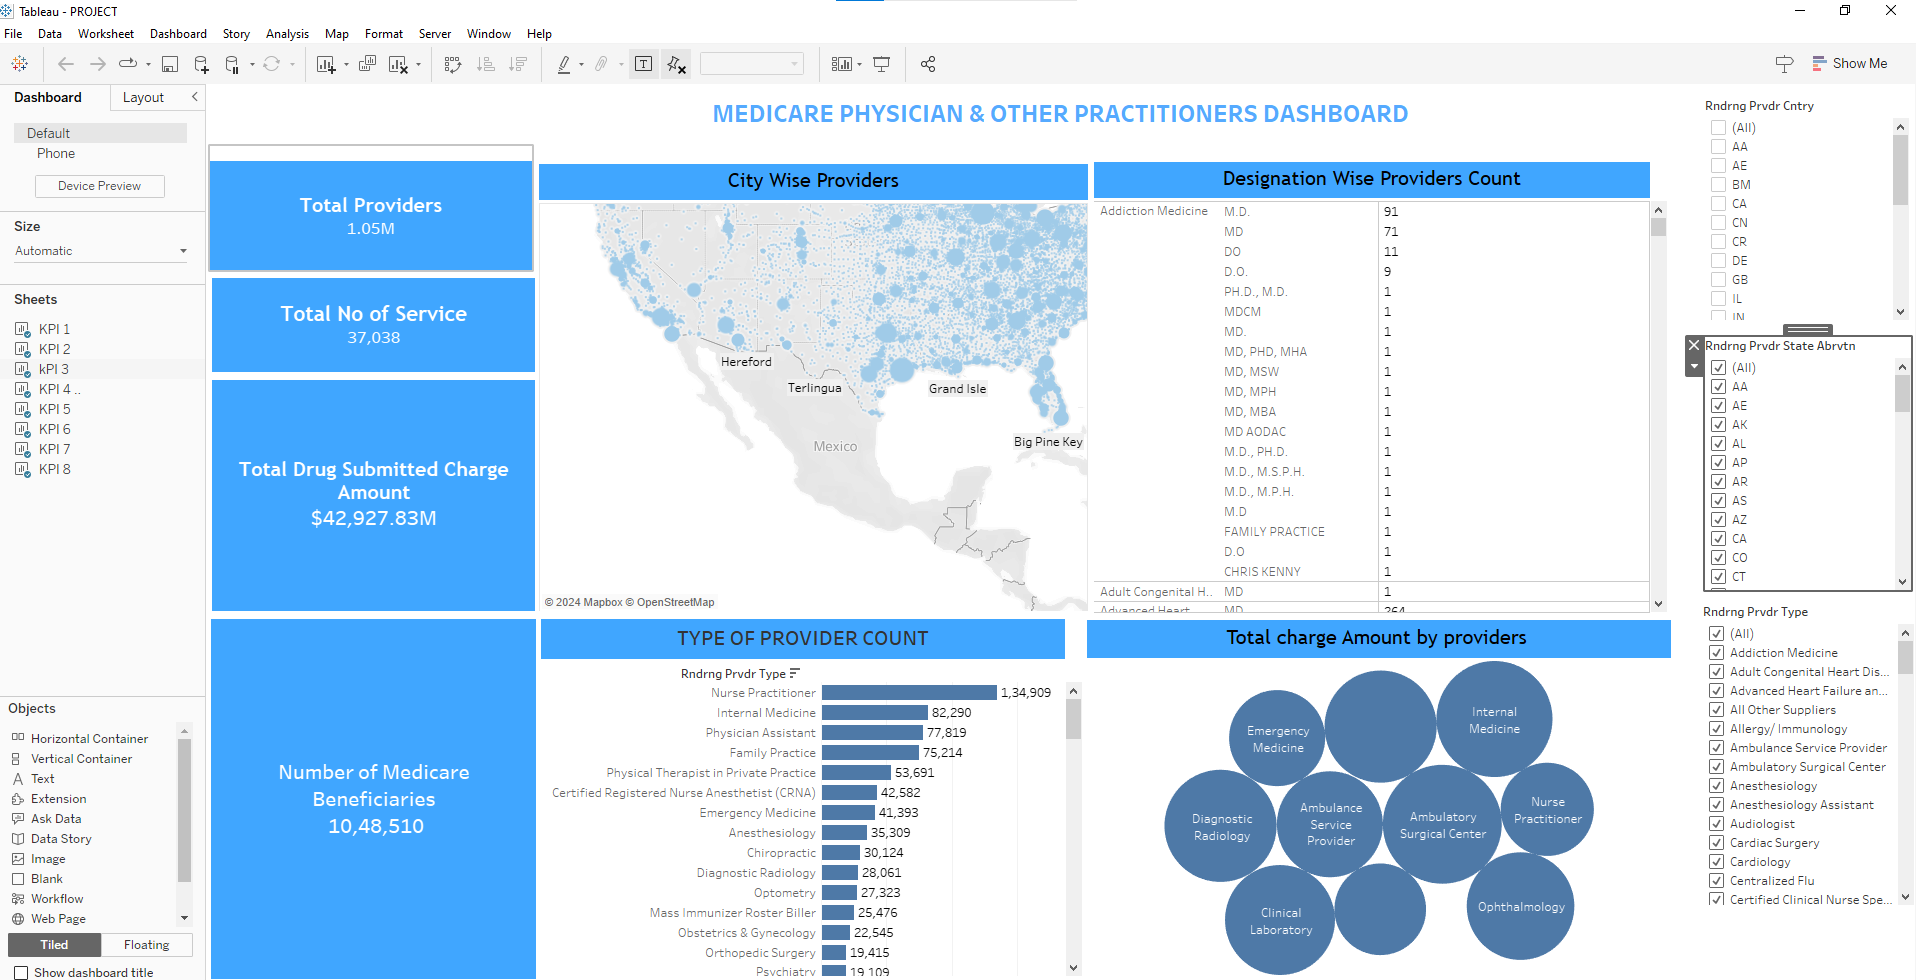 Tableau - PROJECT
File Data Worksheet Dashboard Story Analysis Map Format Server Window Help
Show Me
Dashboard Layout
Default
Phone
Device Preview
Size
Automatic
Sheets
KPI 1
KPI 2
kPI 3
KPI 4 ..
KPI 5
KPI 6
KPI 7
KPI 8
Objects
Horizontal Container
Vertical Container
Text
Extension
Ask Data
Data Story
Image
Blank
Workflow
Web Page
Tiled Floating
Show dashboard title
MEDICARE PHYSICIAN & OTHER PRACTITIONERS DASHBOARD
Total Providers
1.05M
Total No of Service
37,038
Total Drug Submitted Charge
Amount
$42,927.83M
Number of Medicare
Beneficiaries
10,48,510
City Wise Providers
Hereford
Terlingua
Grand Isle
Big Pine Key
Mexico
© 2024 Mapbox © OpenStreetMap
Designation Wise Providers Count
Addiction Medicine M.D. 91
MD 71
DO 11
D.O. 9
PH.D., M.D. 1
MDCM 1
MD. 1
MD, PHD, MHA 1
MD, MSW 1
MD, MPH 1
MD, MBA 1
MD AODAC 1
M.D., PH.D. 1
M.D., M.S.P.H. 1
M.D., M.P.H. 1
M.D 1
FAMILY PRACTICE 1
D.O 1
CHRIS KENNY 1
Adult Congenital H.. MD 1
Advanced Heart MD 264
TYPE OF PROVIDER COUNT
Rndrng Prvdr Type
Nurse Practitioner 1,34,909
Internal Medicine 82,290
Physician Assistant 77,819
Family Practice 75,214
Physical Therapist in Private Practice 53,691
Certified Registered Nurse Anesthetist (CRNA) 42,582
Emergency Medicine 41,393
Anesthesiology 35,309
Chiropractic 30,124
Diagnostic Radiology 28,061
Optometry 27,323
Mass Immunizer Roster Biller 25,476
Obstetrics & Gynecology 22,545
Orthopedic Surgery 19,415
Psychiatry 19,109
Total charge Amount by providers
Emergency
Medicine
Internal
Medicine
Diagnostic
Radiology
Ambulance
Service
Provider
Ambulatory
Surgical Center
Nurse
Practitioner
Clinical
Laboratory
Ophthalmology
Rndrng Prvdr Cntry
(All)
AA
AE
BM
CA
CN
CR
DE
GB
IL
IN
Rndrng Prvdr State Abrvtn
(All)
AA
AE
AK
AL
AP
AR
AS
AZ
CA
CO
CT
Rndrng Prvdr Type
(All)
Addiction Medicine
Adult Congenital Heart Dis...
Advanced Heart Failure an...
All Other Suppliers
Allergy/ Immunology
Ambulance Service Provider
Ambulatory Surgical Center
Anesthesiology
Anesthesiology Assistant
Audiologist
Cardiac Surgery
Cardiology
Centralized Flu
Certified Clinical Nurse Spe...